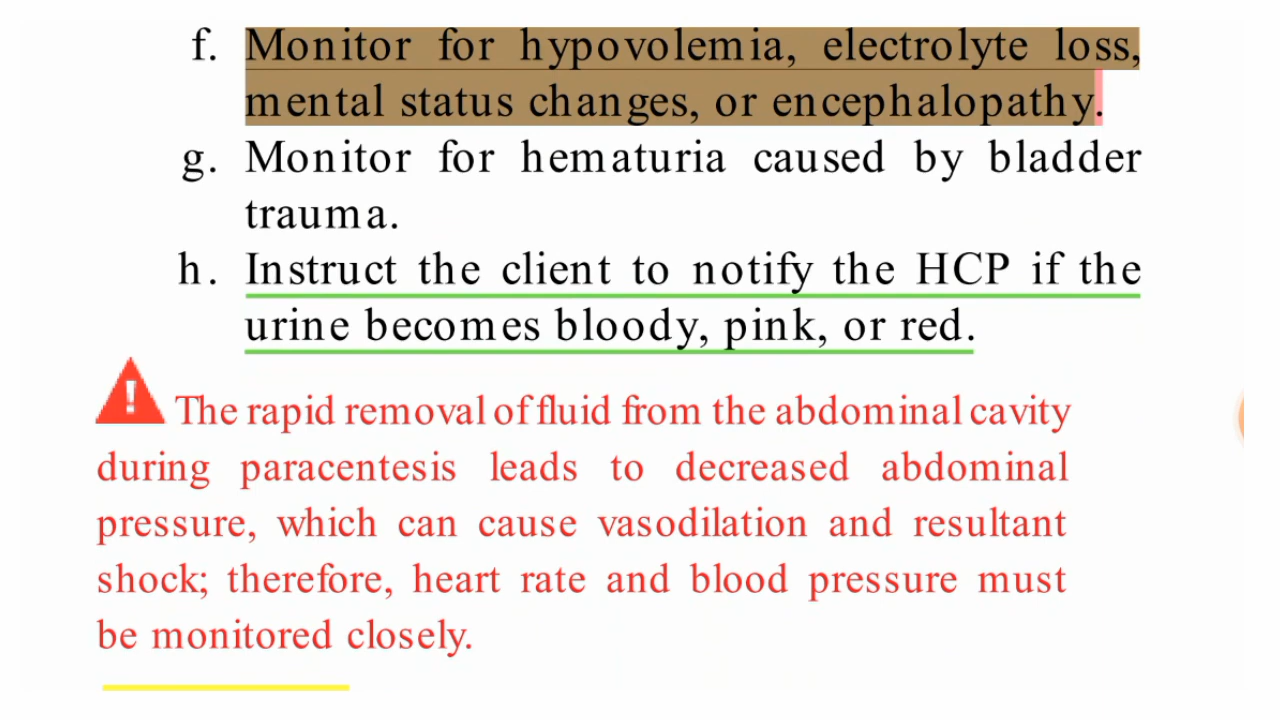 f. Monitor for hypovolemia, electrolyte loss,
mental status changes, or encephalopathy.
g. Monitor for hematuria caused by bladder
trauma.
h. Instruct the client to notify the HCP if the
urine becomes bloody, pink, or red.
The rapid removal of fluid from the abdominal cavity
during paracentesis leads to decreased abdominal
pressure, which can cause vasodilation and resultant
shock; therefore, heart rate and blood pressure must
be monitored closely.